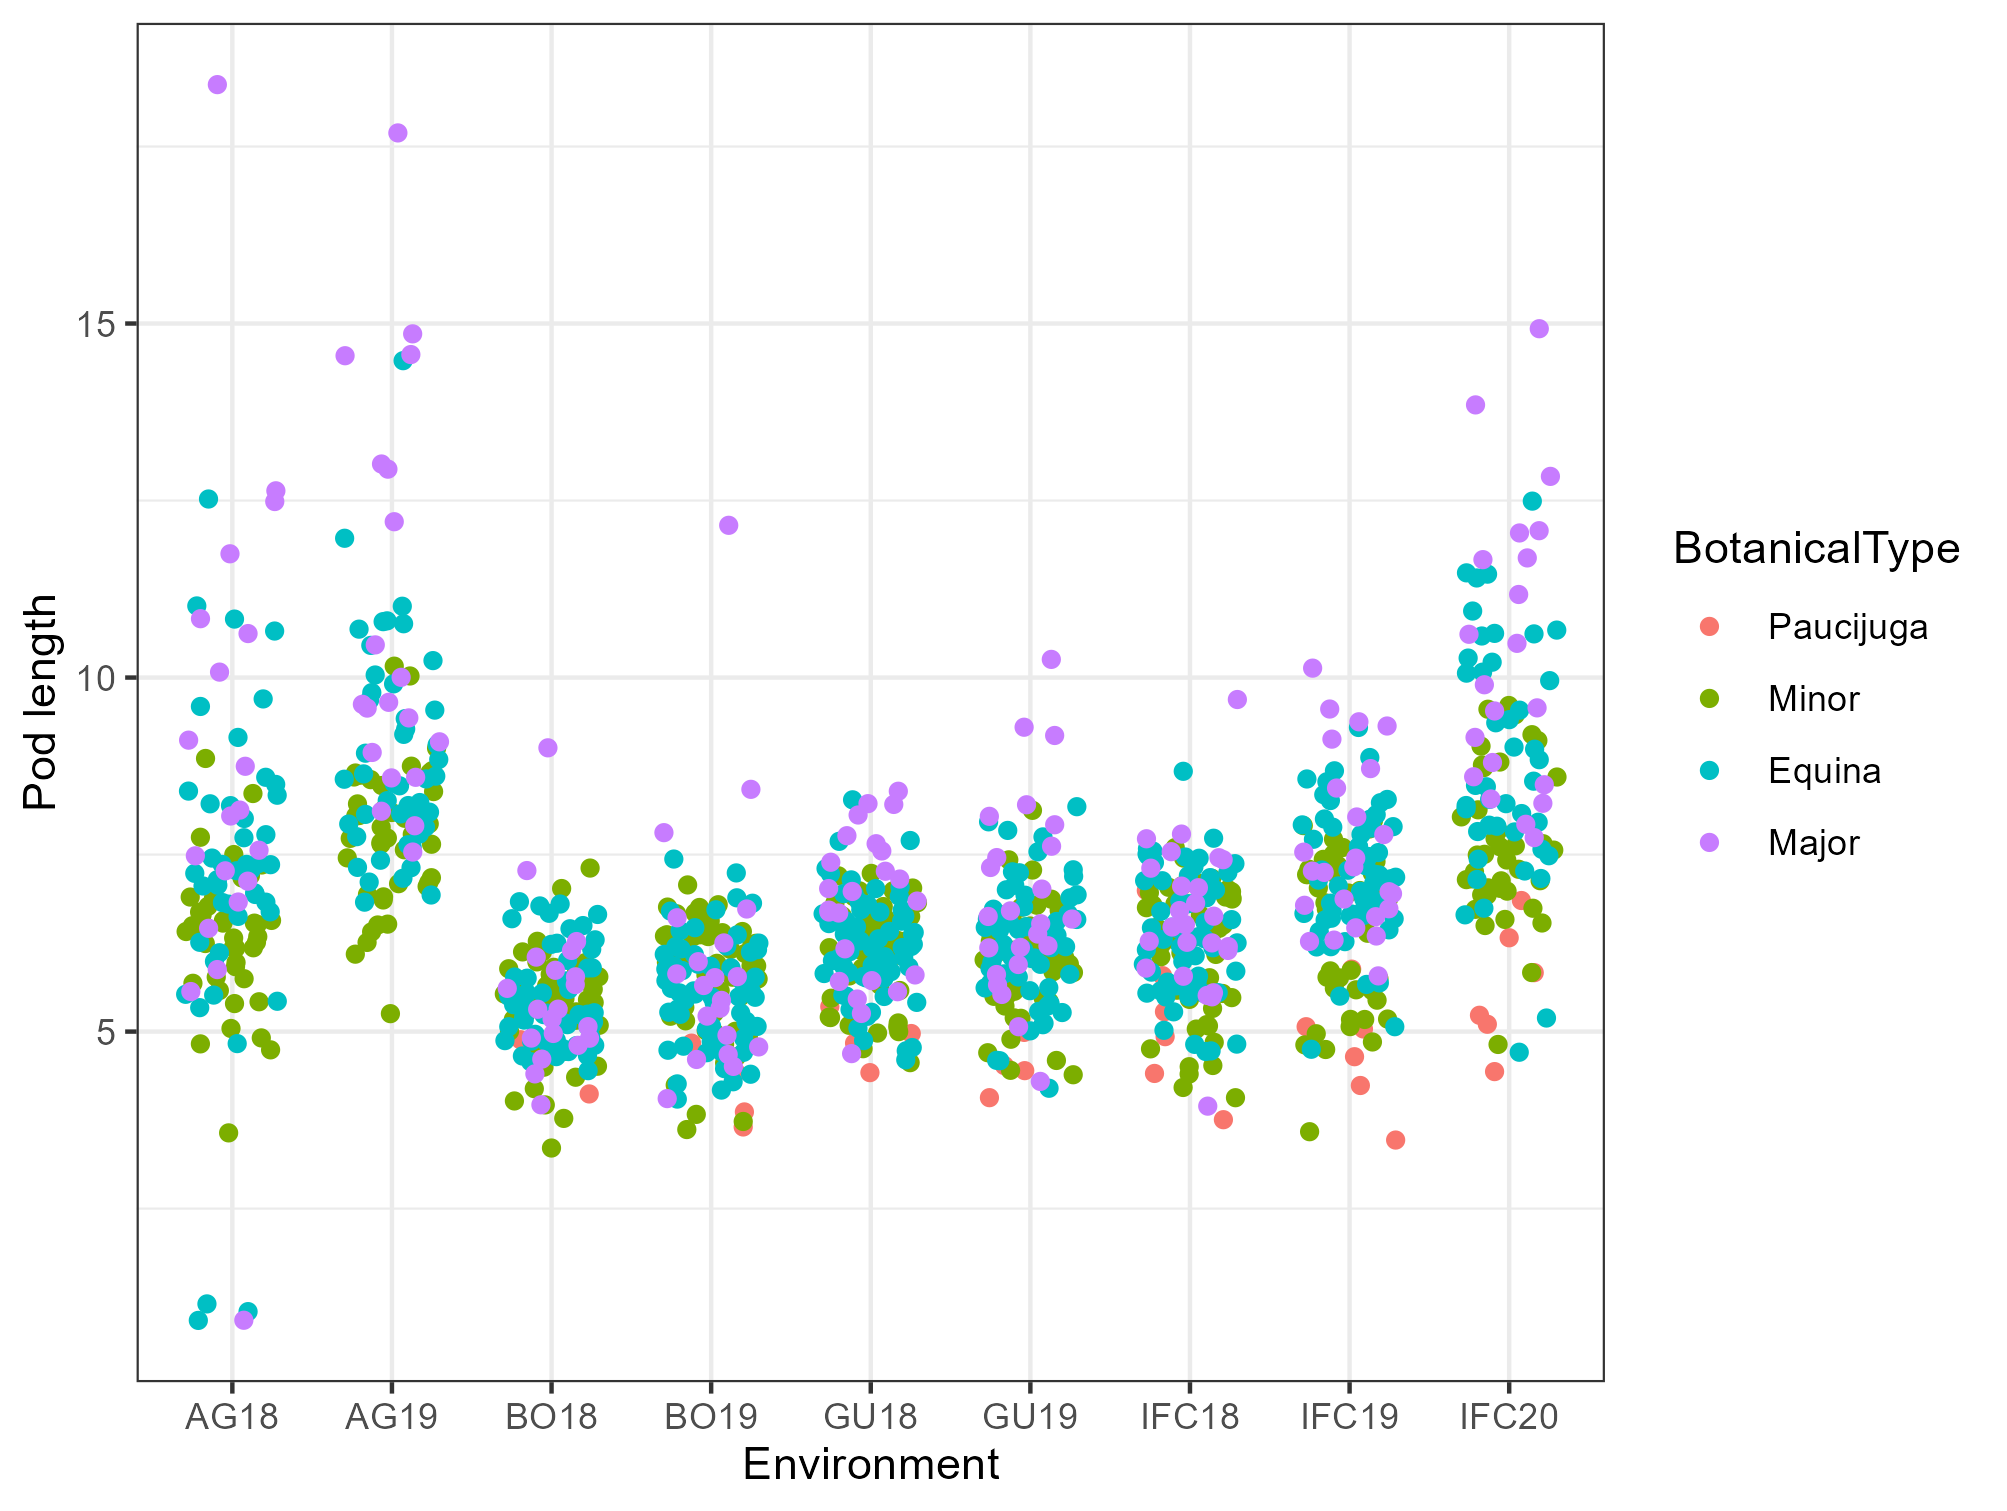 15
10
5
Pod length
AG18 AG19 BO18 BO19 GU18 GU19 IFC18 IFC19 IFC20
Environment
BotanicalType
Paucijuga
Minor
Equina
Major